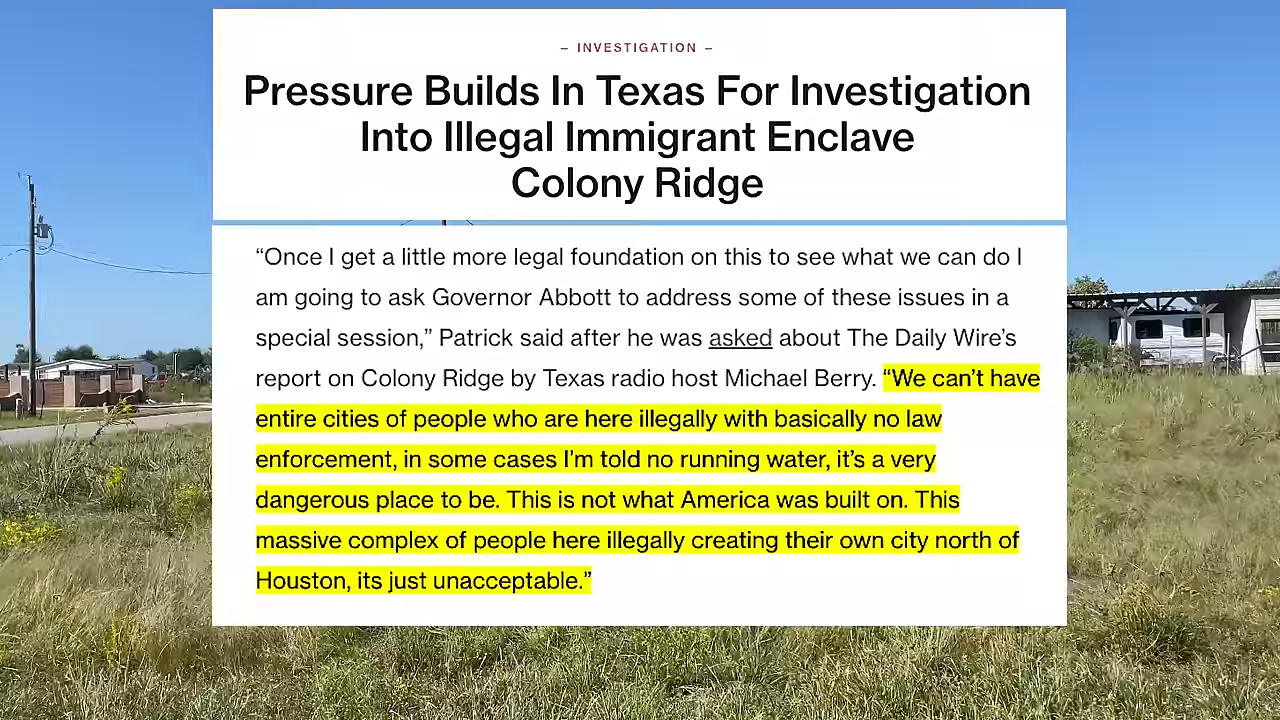 – INVESTIGATION –
Pressure Builds In Texas For Investigation
Into Illegal Immigrant Enclave
Colony Ridge
“Once I get a little more legal foundation on this to see what we can do I
am going to ask Governor Abbott to address some of these issues in a
special session,” Patrick said after he was asked about The Daily Wire’s
report on Colony Ridge by Texas radio host Michael Berry. “We can’t have
entire cities of people who are here illegally with basically no law
enforcement, in some cases I’m told no running water, it’s a very
dangerous place to be. This is not what America was built on. This
massive complex of people here illegally creating their own city north of
Houston, its just unacceptable.”